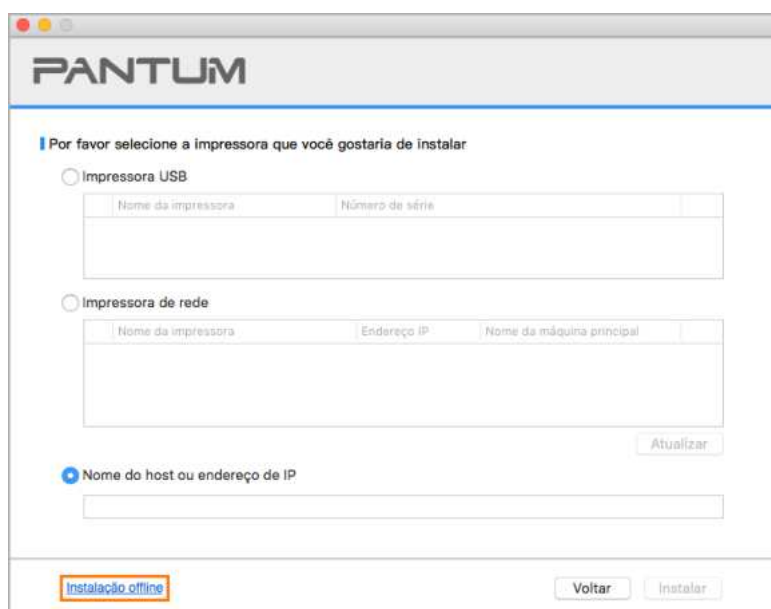 PANTUM
Por favor selecione a impressora que você gostaria de instalar
Impressora USB
Nome da impressora Número de série
Impressora de rede
Nome da impressora Endereço IP Nome da máquina principal
Atualizar
Nome do host ou endereço de IP
Instalação offline Voltar Instalar